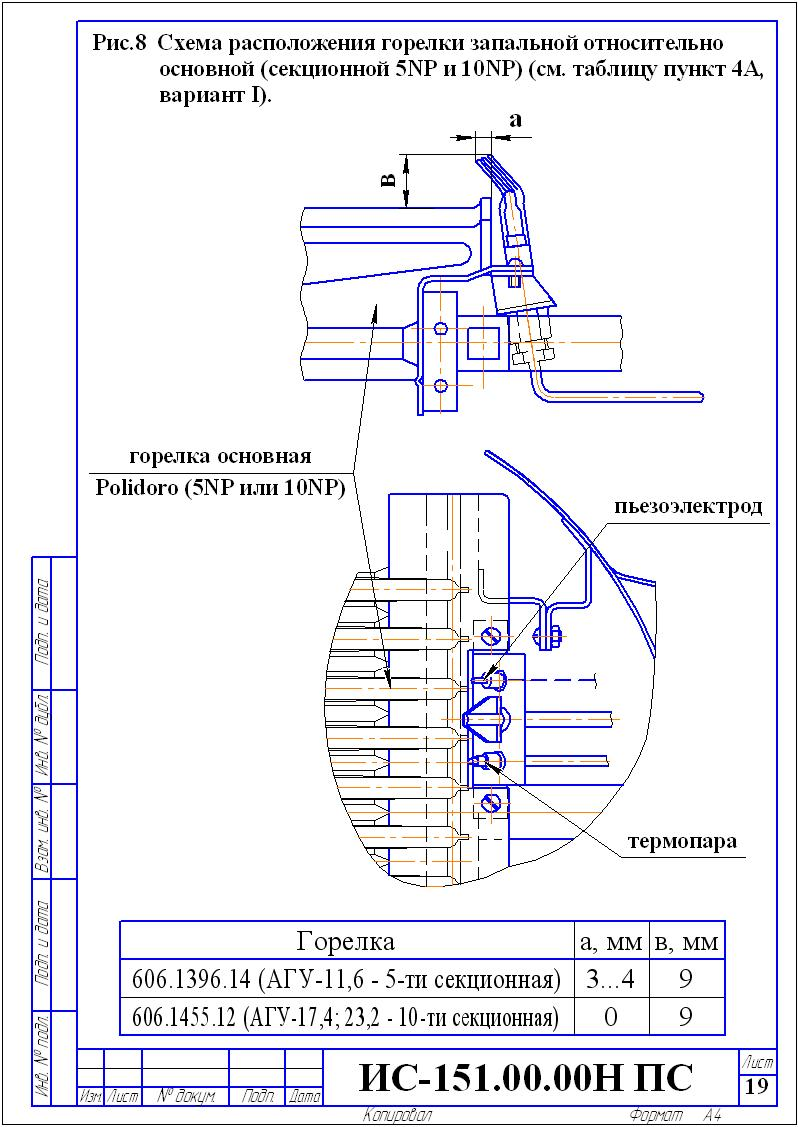 Рис.8 Схема расположения горелки запальной относительно
основной (секционной 5NP и 10NP) (см. таблицу пункт 4А,
вариант I).
а
в
горелка основная
Polidoro (5NP или 10NP)
пьезоэлектрод
термопара
Горелка а, мм в, мм
606.1396.14 (АГУ-11,6 - 5-ти секционная) 3...4 9
606.1455.12 (АГУ-17,4; 23,2 - 10-ти секционная) 0 9
Подп. и дата
Инв. № дубл.
Взам. инв. №
Подп. и дата
Инв. № подл.
Изм. Лист № докум. Подп. Дата
ИС-151.00.00Н ПС
Лист
19
Копировал Формат А4